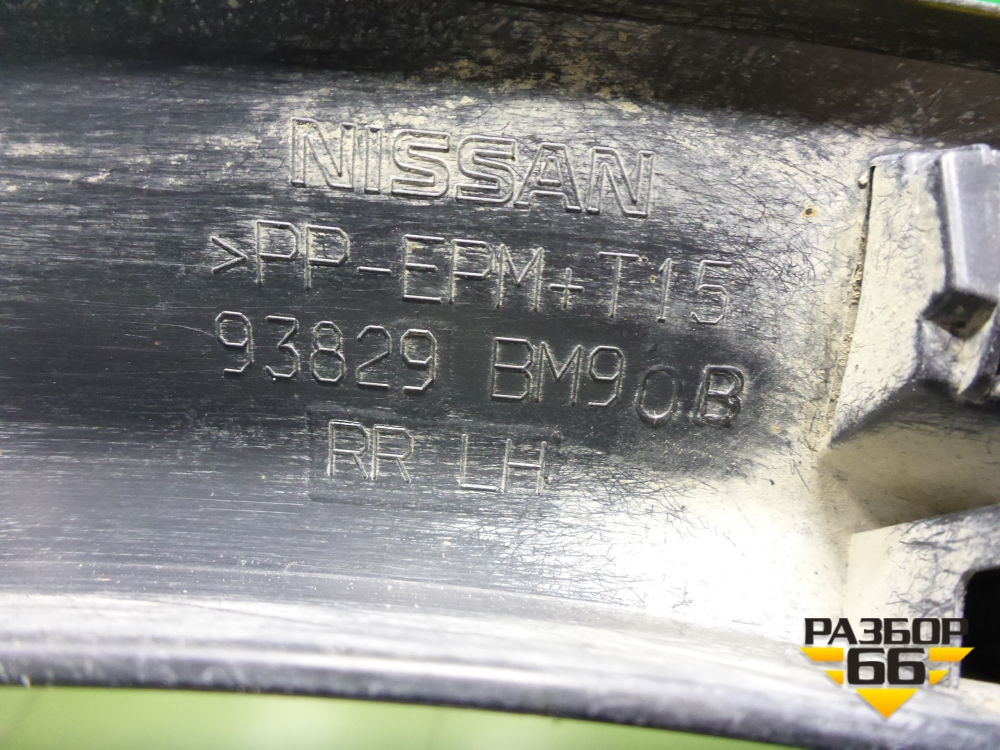 NISSAN
>PP-EPM+T15
93829 BM90B
RR LH
РАЗБОР
66